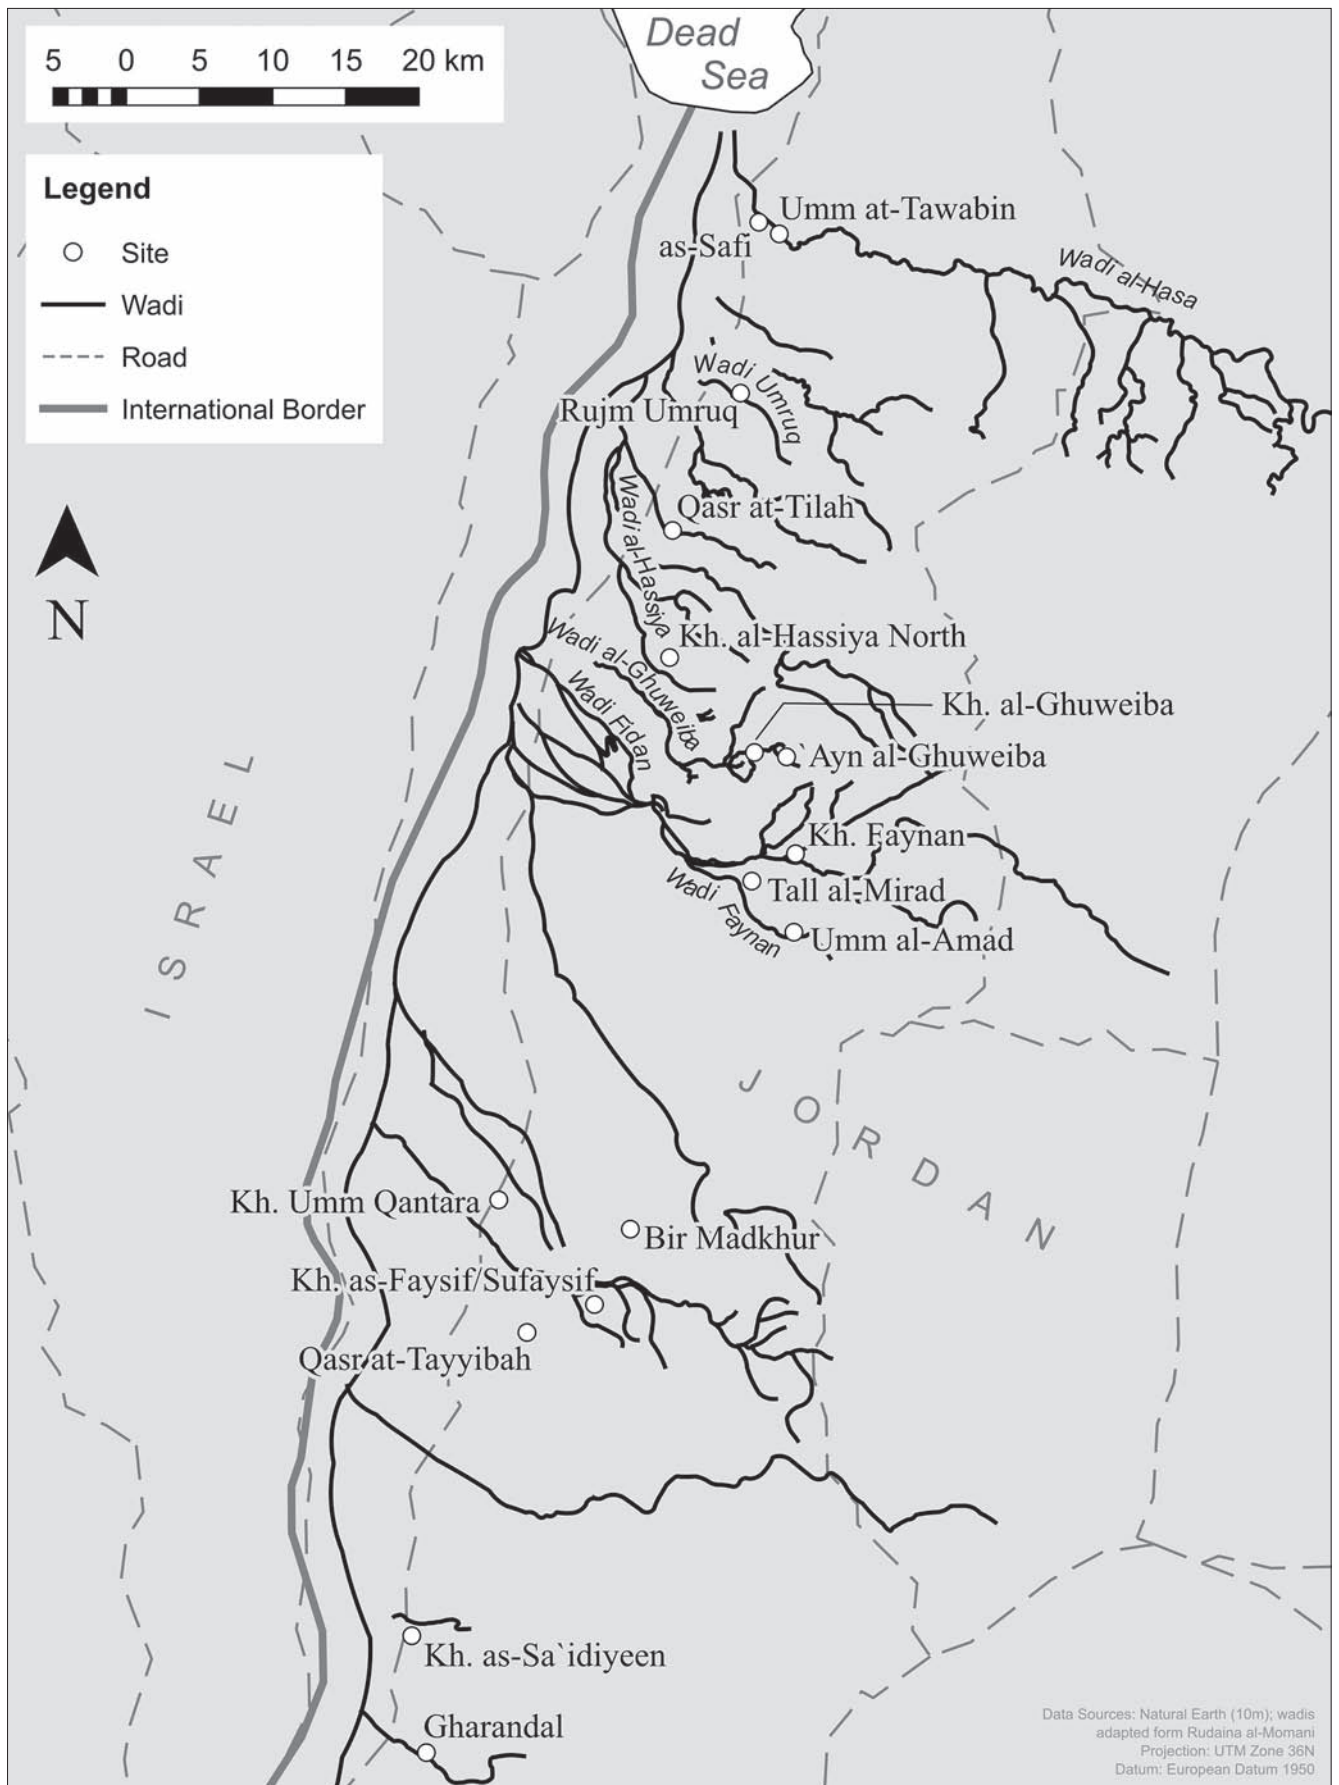 Dead
Sea
5 0 5 10 15 20 km
Legend
Site
Wadi
Road
International Border
N
Umm at-Tawabin
as-Safi
Wadi al-Hasa
Wadi Umruq
Rujm Umruq
Wadi al-Hassiya
Qasr at-Tilah
Kh. al-Hassiya North
Wadi al-Ghuweiba
Wadi Fidan
Kh. al-Ghuweiba
`Ayn al-Ghuweiba
Kh. Faynan
Tall al-Mirad
Wadi Faynan
Umm al-Amad
ISRAEL
JORDAN
Kh. Umm Qantara
Bir Madkhur
Kh. as-Faysif/Sufaysif
Qasr at-Tayyibah
Kh. as-Sa`idiyeen
Gharandal
Data Sources: Natural Earth (10m); wadis
adapted form Rudaina al-Momani
Projection: UTM Zone 36N
Datum: European Datum 1950